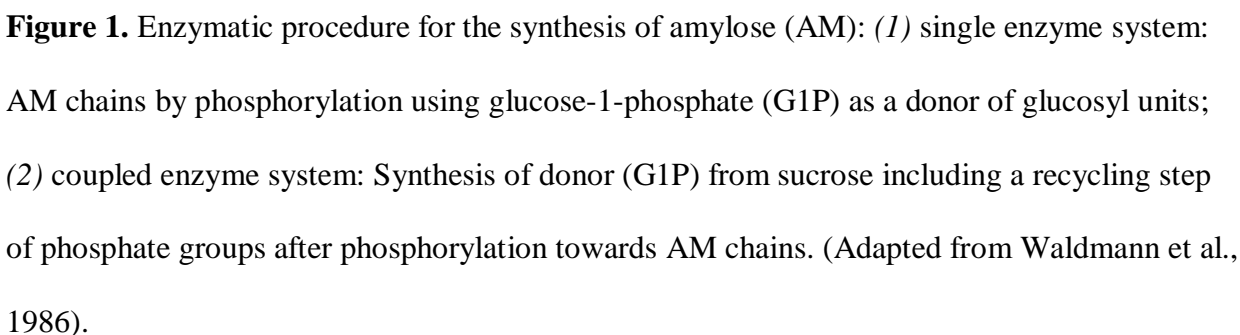 Figure 1. Enzymatic procedure for the synthesis of amylose (AM): (1) single enzyme system:
AM chains by phosphorylation using glucose-1-phosphate (G1P) as a donor of glucosyl units;
(2) coupled enzyme system: Synthesis of donor (G1P) from sucrose including a recycling step
of phosphate groups after phosphorylation towards AM chains. (Adapted from Waldmann et al.,
1986).